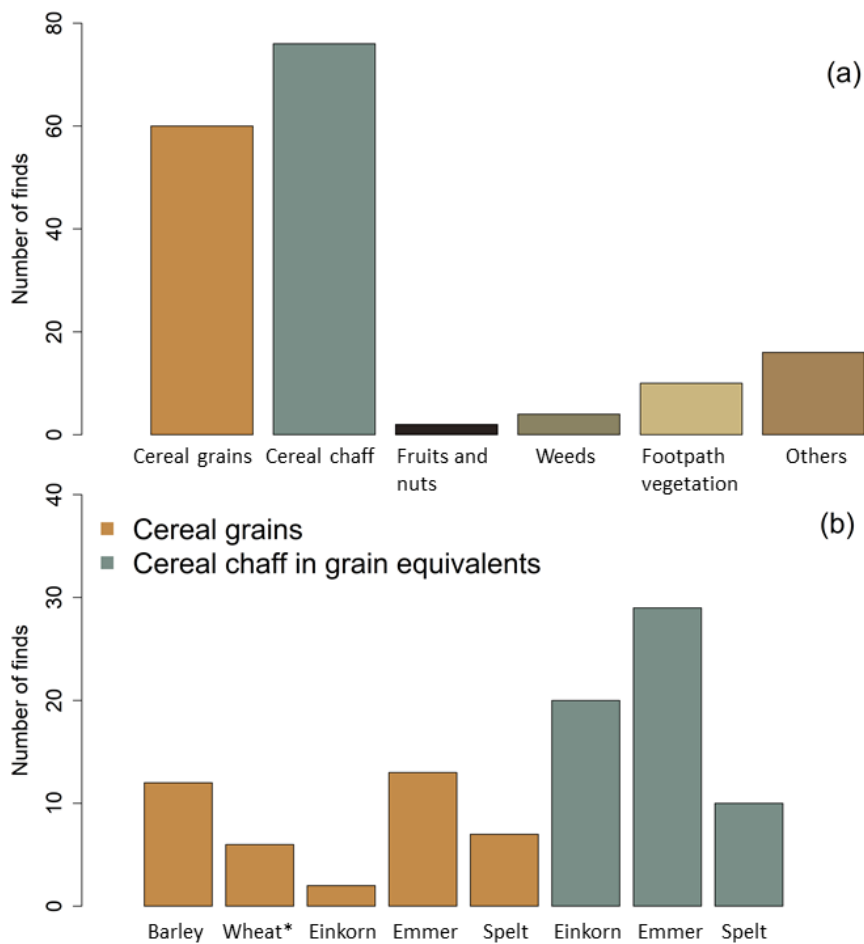 80
(a)
60
40
20
0
Number of finds
Cereal grains Cereal chaff Fruits and nuts Weeds Footpath vegetation Others
40
(b)
Cereal grains
Cereal chaff in grain equivalents
30
20
10
0
Number of finds
Barley Wheat* Einkorn Emmer Spelt Einkorn Emmer Spelt